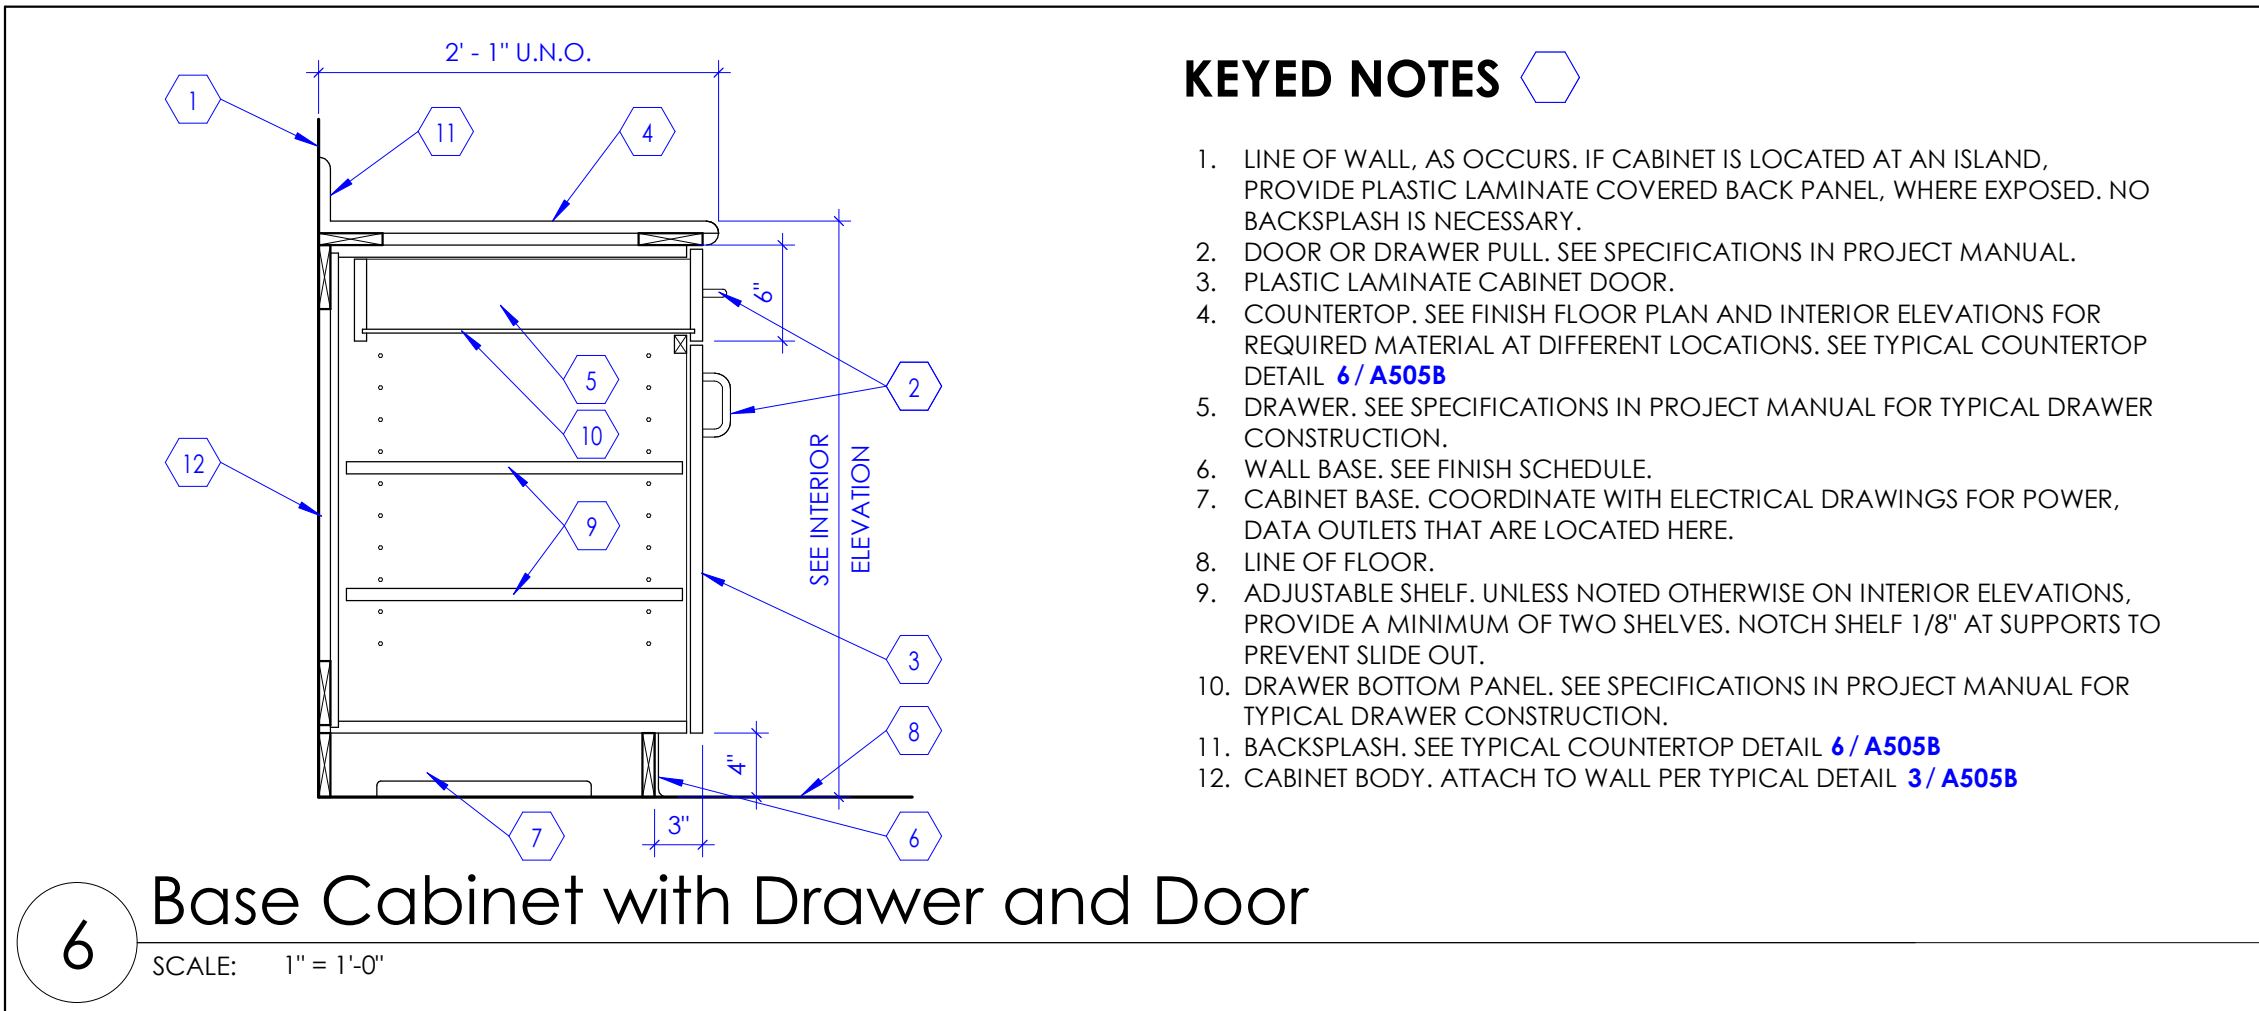 2' - 1" U.N.O.
1
11
4
6"
5
2
10
12
SEE INTERIOR
ELEVATION
9
3
8
4"
3"
7
6
KEYED NOTES
1. LINE OF WALL, AS OCCURS. IF CABINET IS LOCATED AT AN ISLAND,
PROVIDE PLASTIC LAMINATE COVERED BACK PANEL, WHERE EXPOSED. NO
BACKSPLASH IS NECESSARY.
2. DOOR OR DRAWER PULL. SEE SPECIFICATIONS IN PROJECT MANUAL.
3. PLASTIC LAMINATE CABINET DOOR.
4. COUNTERTOP. SEE FINISH FLOOR PLAN AND INTERIOR ELEVATIONS FOR
REQUIRED MATERIAL AT DIFFERENT LOCATIONS. SEE TYPICAL COUNTERTOP
DETAIL 6 / A505B
5. DRAWER. SEE SPECIFICATIONS IN PROJECT MANUAL FOR TYPICAL DRAWER
CONSTRUCTION.
6. WALL BASE. SEE FINISH SCHEDULE.
7. CABINET BASE. COORDINATE WITH ELECTRICAL DRAWINGS FOR POWER,
DATA OUTLETS THAT ARE LOCATED HERE.
8. LINE OF FLOOR.
9. ADJUSTABLE SHELF. UNLESS NOTED OTHERWISE ON INTERIOR ELEVATIONS,
PROVIDE A MINIMUM OF TWO SHELVES. NOTCH SHELF 1/8" AT SUPPORTS TO
PREVENT SLIDE OUT.
10. DRAWER BOTTOM PANEL. SEE SPECIFICATIONS IN PROJECT MANUAL FOR
TYPICAL DRAWER CONSTRUCTION.
11. BACKSPLASH. SEE TYPICAL COUNTERTOP DETAIL 6 / A505B
12. CABINET BODY. ATTACH TO WALL PER TYPICAL DETAIL 3 / A505B
6
Base Cabinet with Drawer and Door
SCALE: 1" = 1'-0"